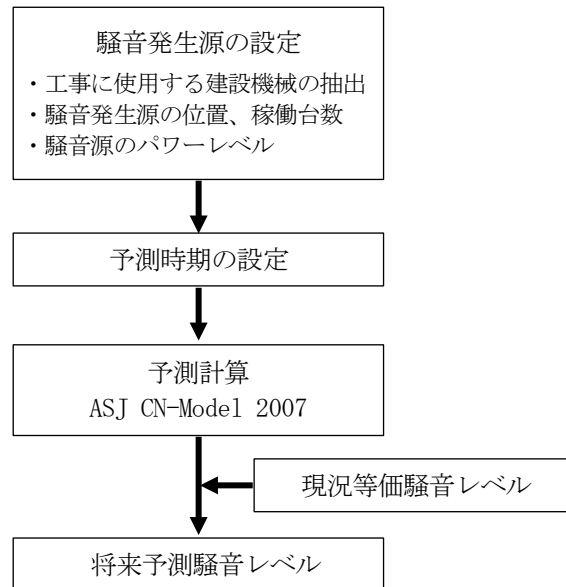 騒音発生源の設定
・工事に使用する建設機械の抽出
・騒音発生源の位置、稼働台数
・騒音源のパワーレベル
予測時期の設定
予測計算
ASJ CN-Model 2007
現況等価騒音レベル
将来予測騒音レベル